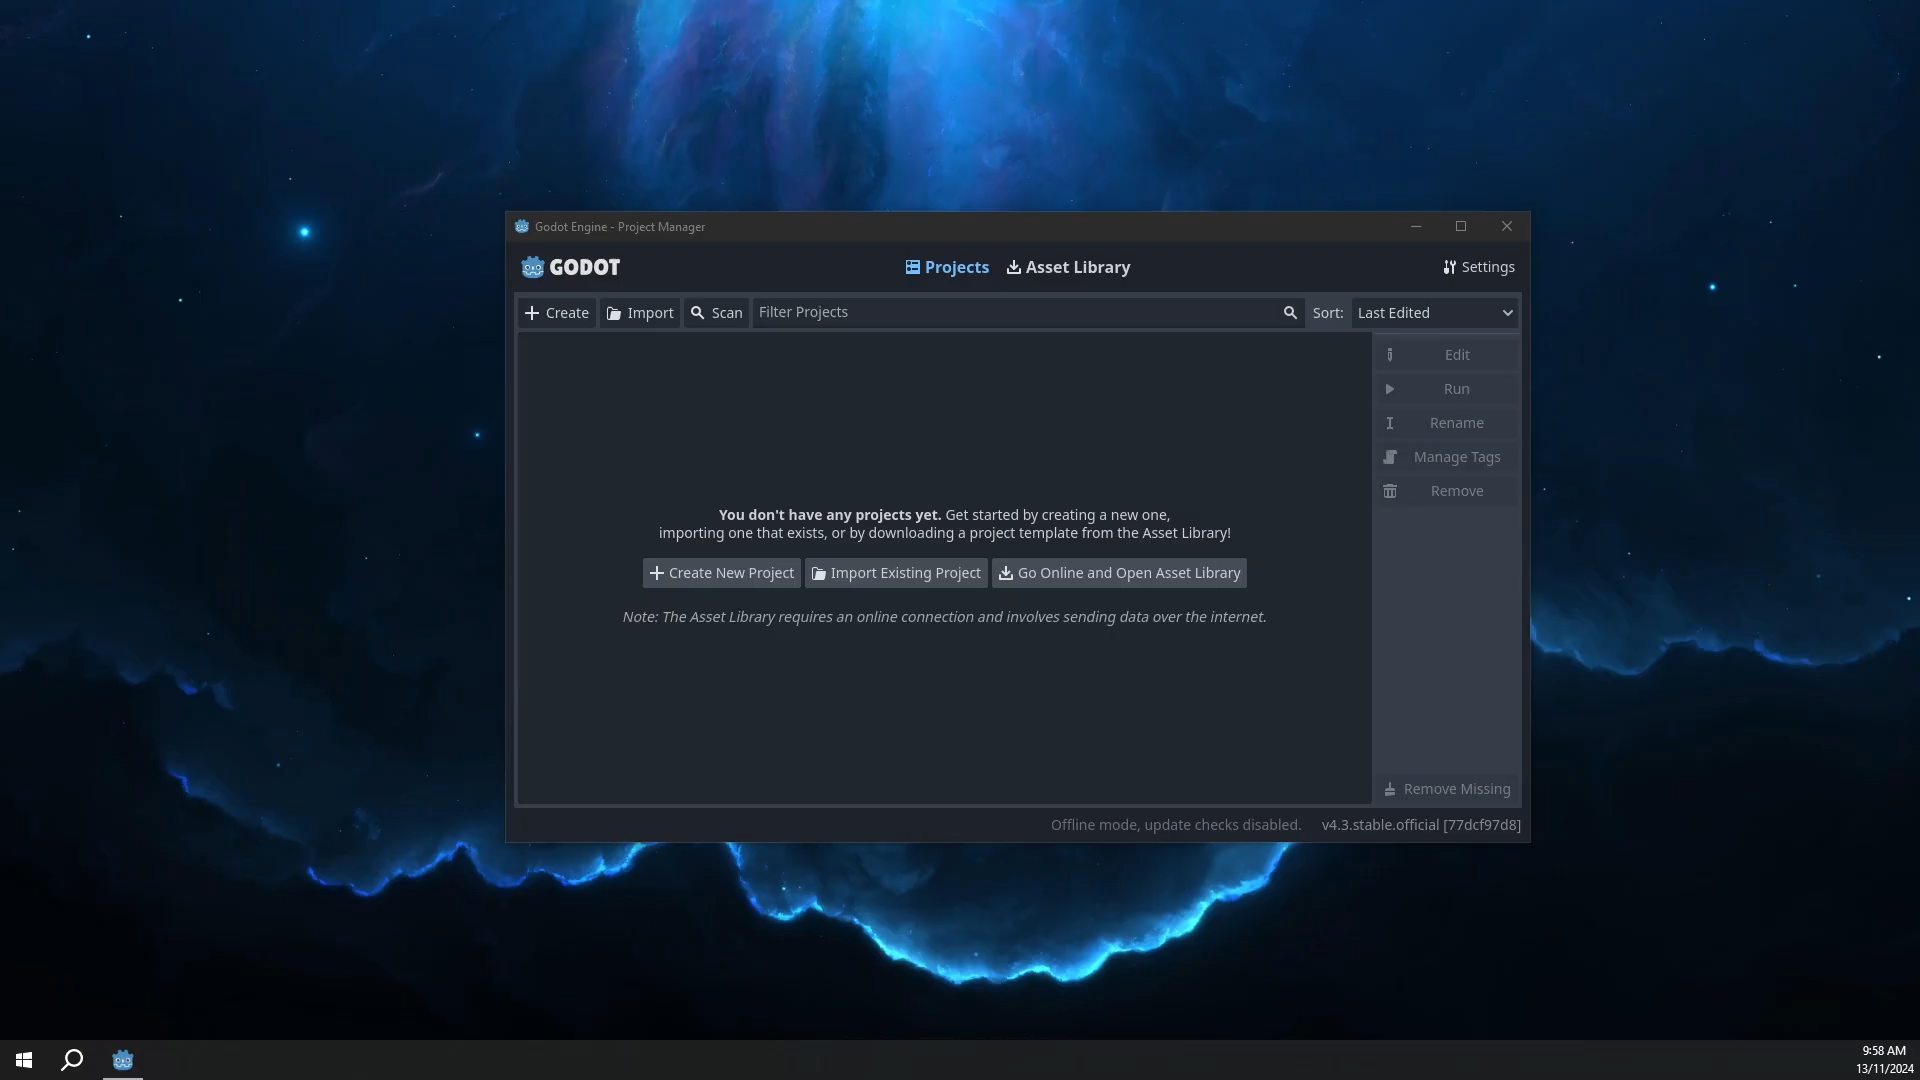 Godot Engine - Project Manager
GODOT
Projects
Asset Library
Settings
Create
Import
Scan
Filter Projects
Sort:
Last Edited
Edit
Run
Rename
Manage Tags
Remove
You don't have any projects yet. Get started by creating a new one,
importing one that exists, or by downloading a project template from the Asset Library!
Create New Project
Import Existing Project
Go Online and Open Asset Library
Note: The Asset Library requires an online connection and involves sending data over the internet.
Remove Missing
Offline mode, update checks disabled.
v4.3.stable.official [77dcf97d8]
9:58 AM
13/11/2024